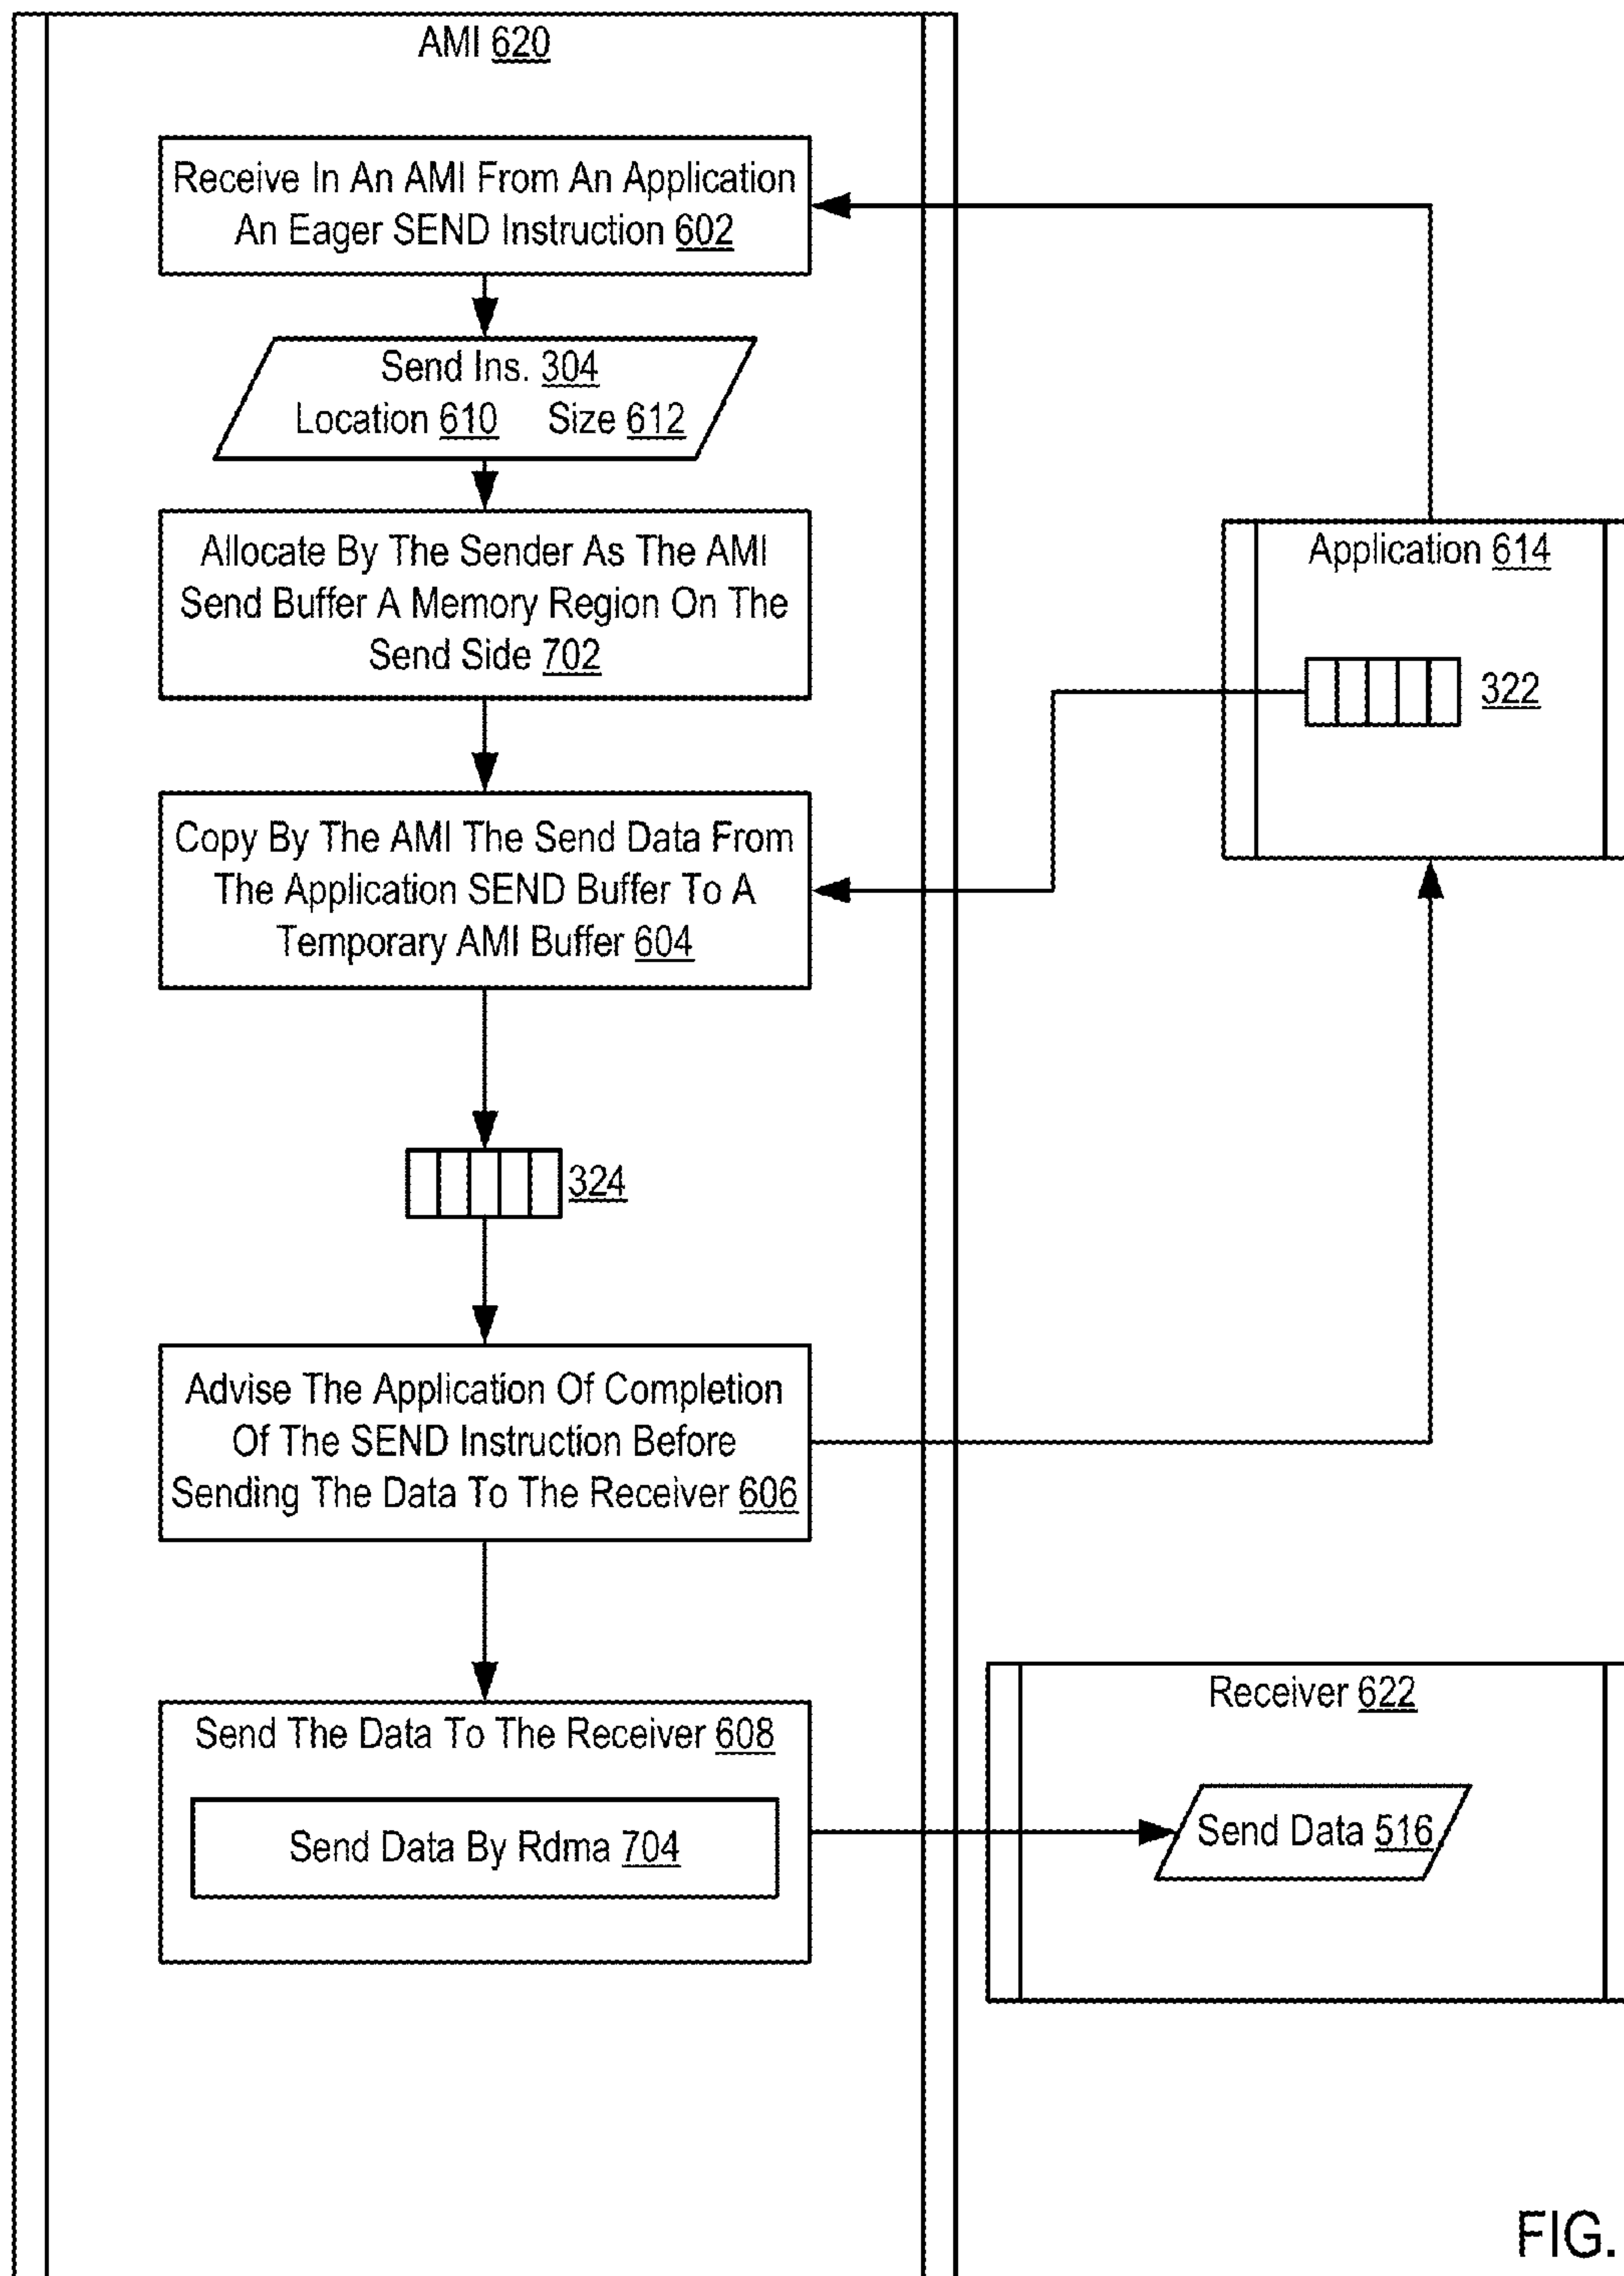 AMI 620
Receive In An AMI From An Application
An Eager SEND Instruction 602
Send Ins. 304
Location 610 Size 612
Allocate By The Sender As The AMI
Send Buffer A Memory Region On The
Send Side 702
Application 614
322
Copy By The AMI The Send Data From
The Application SEND Buffer To A
Temporary AMI Buffer 604
324
Advise The Application Of Completion
Of The SEND Instruction Before
Sending The Data To The Receiver 606
Send The Data To The Receiver 608
Send Data By Rdma 704
Receiver 622
Send Data 516
FIG.